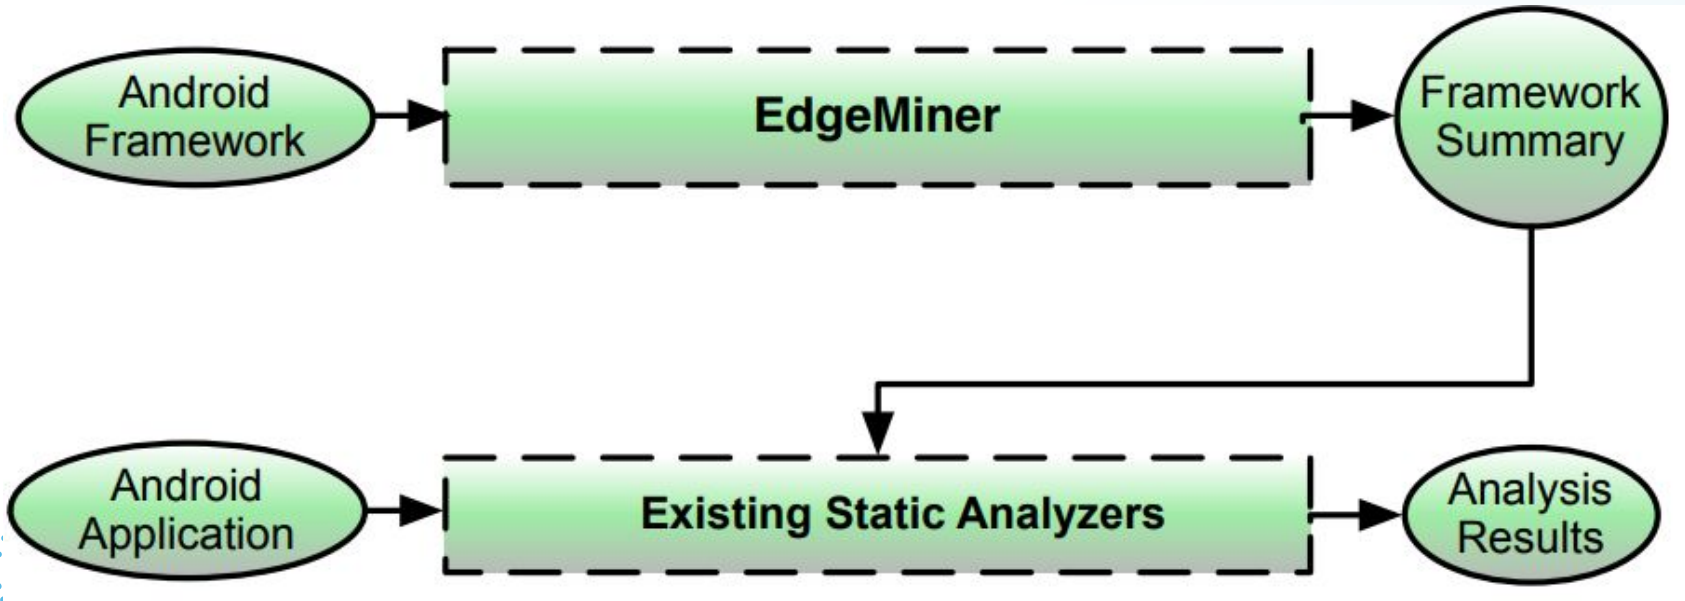 Android
Framework
EdgeMiner
Framework
Summary
Android
Application
Existing Static Analyzers
Analysis
Results